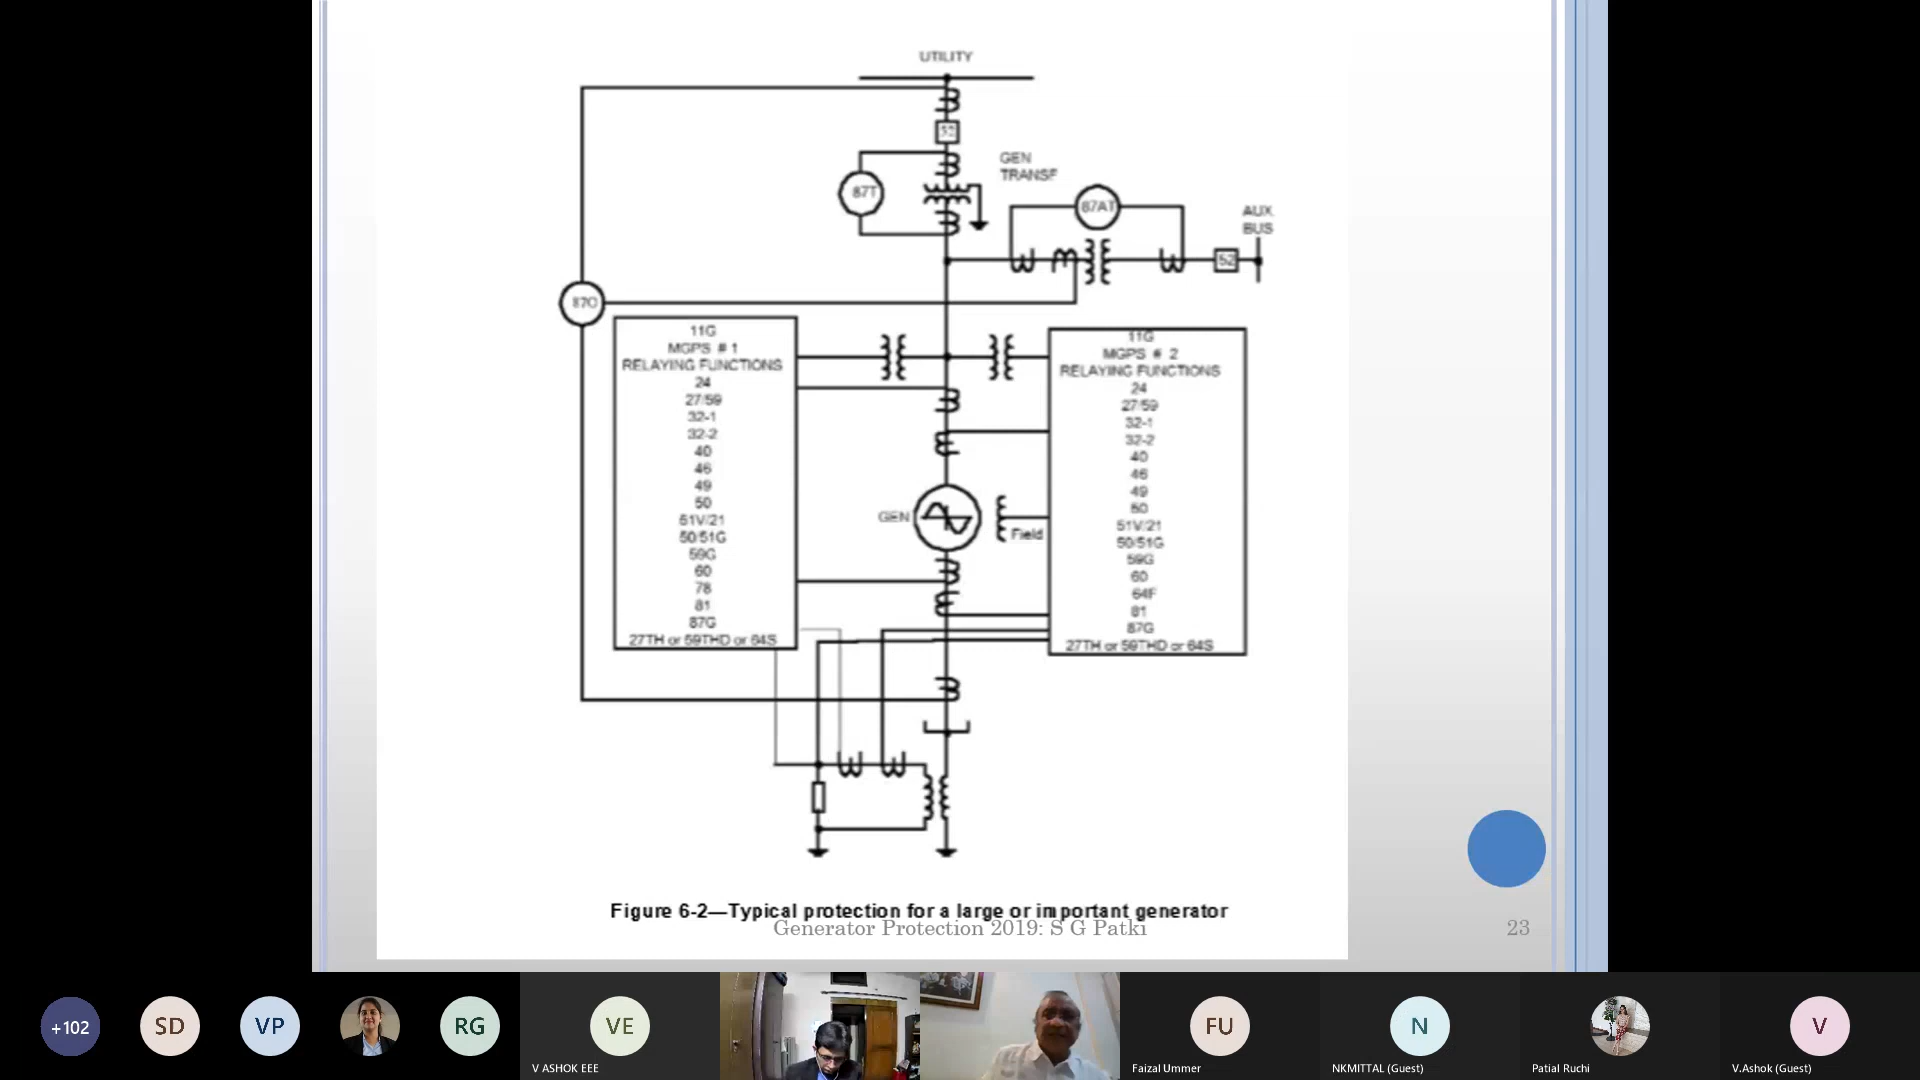 UTILITY
52
GEN
TRANSF
87T
87AT
AUX
BUS
52
87O
11G
MGPS # 1
RELAYING FUNCTIONS
24
27/59
32-1
32-2
40
46
49
50
51V/21
50/51G
59G
60
78
81
87G
27TH or 59THD or 64S
11G
MGPS # 2
RELAYING FUNCTIONS
24
27/59
32-1
32-2
40
46
49
50
51V/21
50/51G
59G
60
64F
81
87G
27TH or 59THD or 64S
GEN
Field
Figure 6-2—Typical protection for a large or important generator
Generator Protection 2019: S G Patki
23
+102
SD
VP
RG
VE
V ASHOK EEE
FU
Faizal Ummer
N
NKMITTAL (Guest)
Patial Ruchi
V
V.Ashok (Guest)